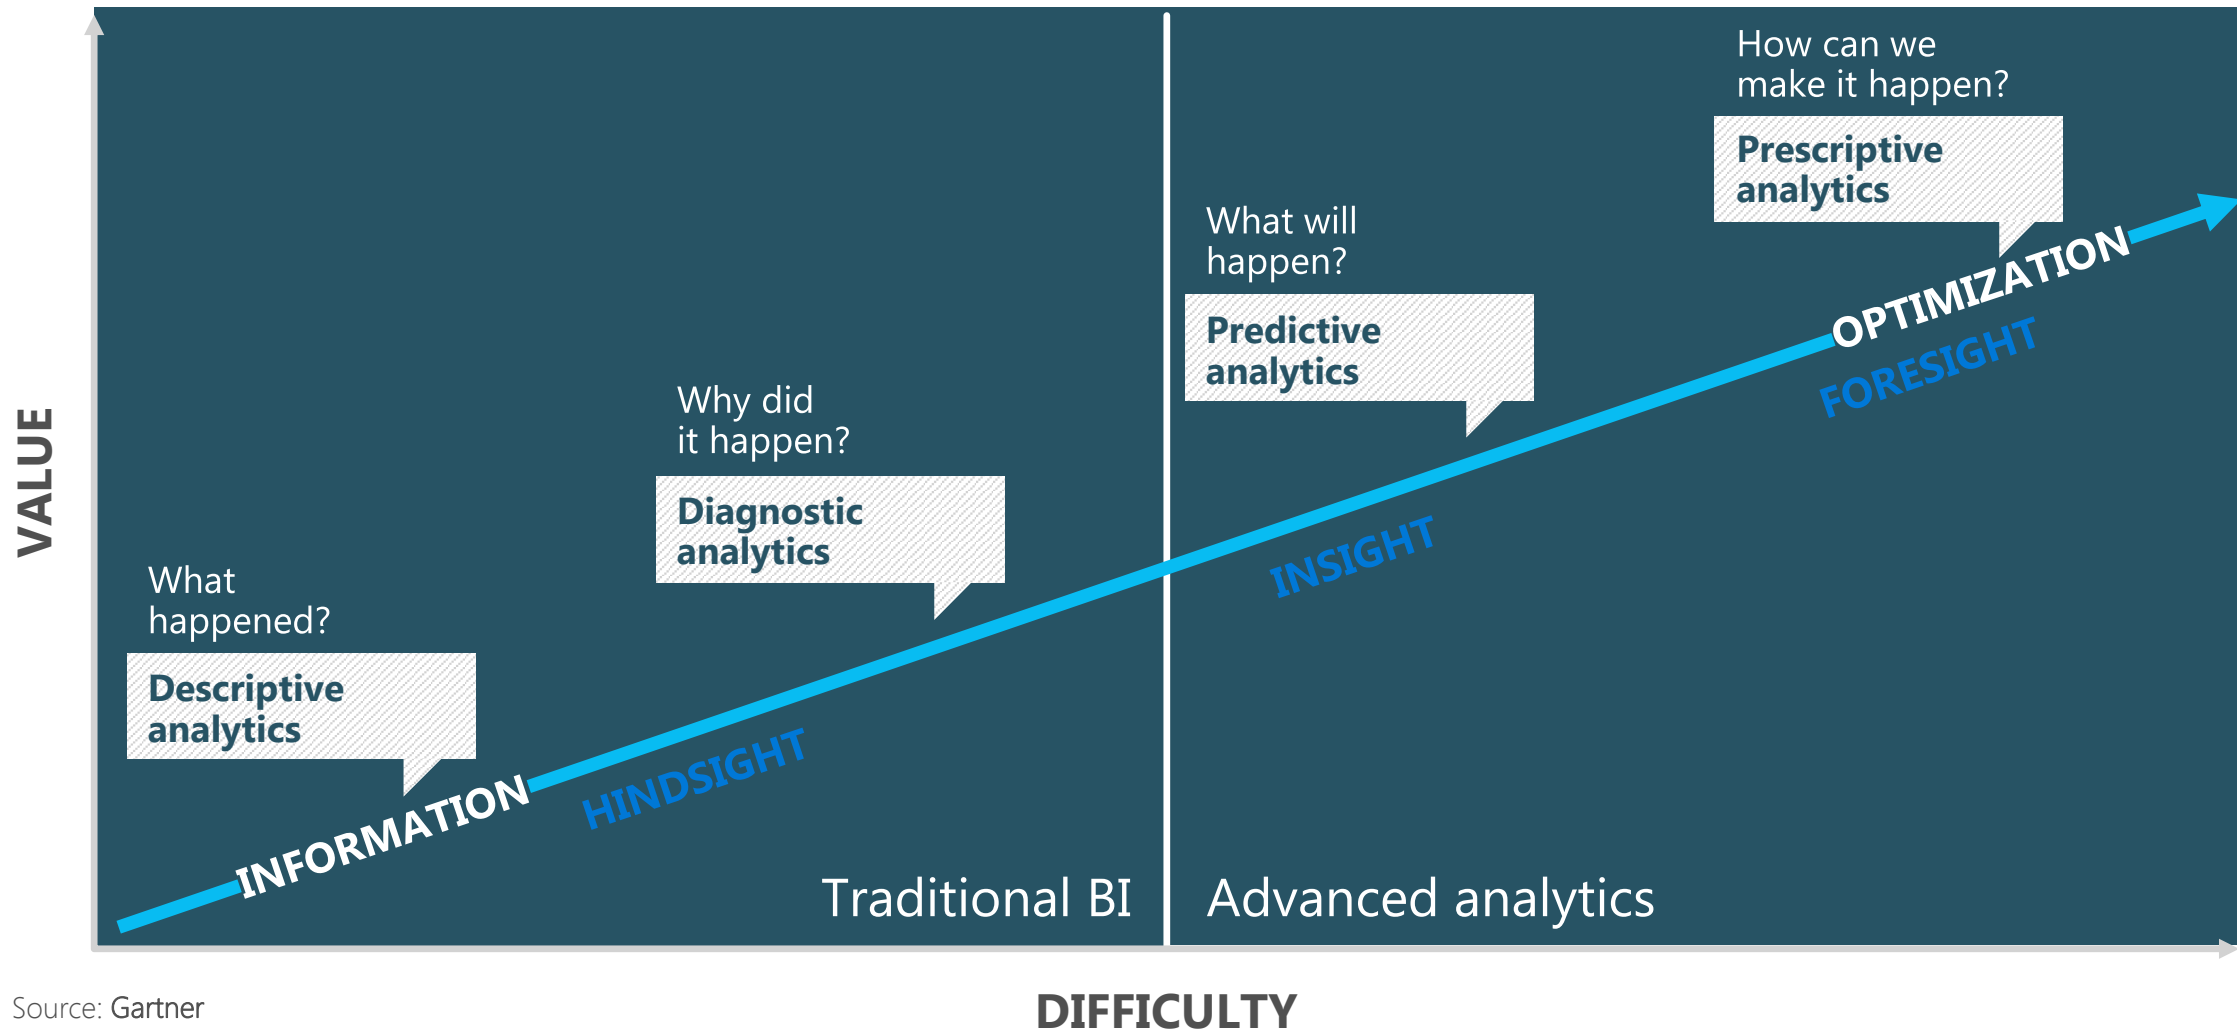 How can we
make it happen?
Prescriptive
analytics
What will
happen?
Predictive
analytics
OPTIMIZATION
FORESIGHT
Why did
it happen?
Diagnostic
analytics
INSIGHT
VALUE
What
happened?
Descriptive
analytics
INFORMATION
HINDSIGHT
Traditional BI
Advanced analytics
DIFFICULTY
Source: Gartner